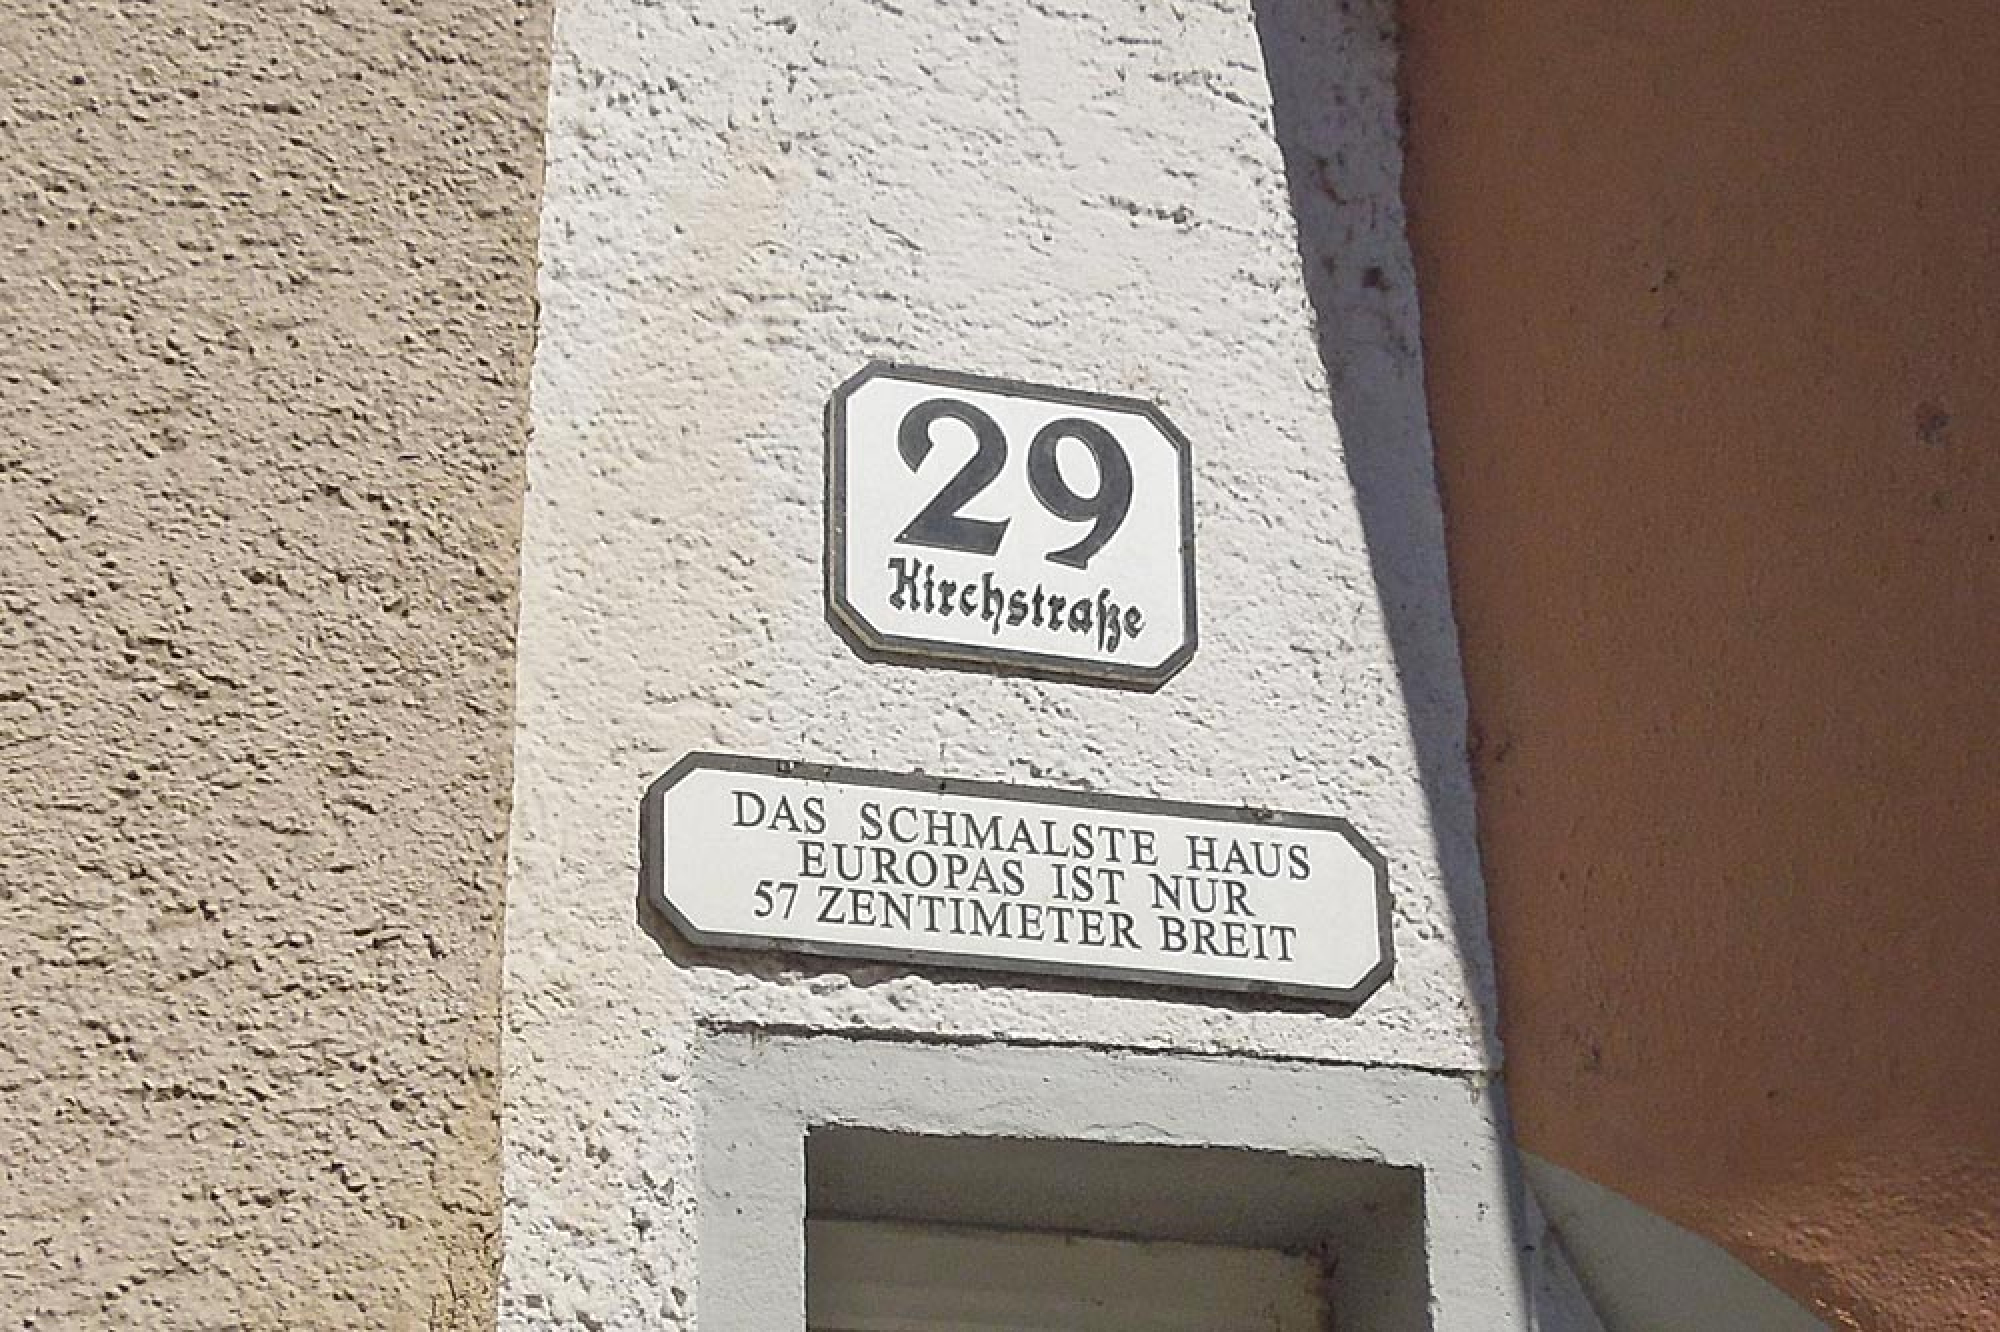 29
Kirchstraße
DAS SCHMALSTE HAUS
EUROPAS IST NUR
57 ZENTIMETER BREIT